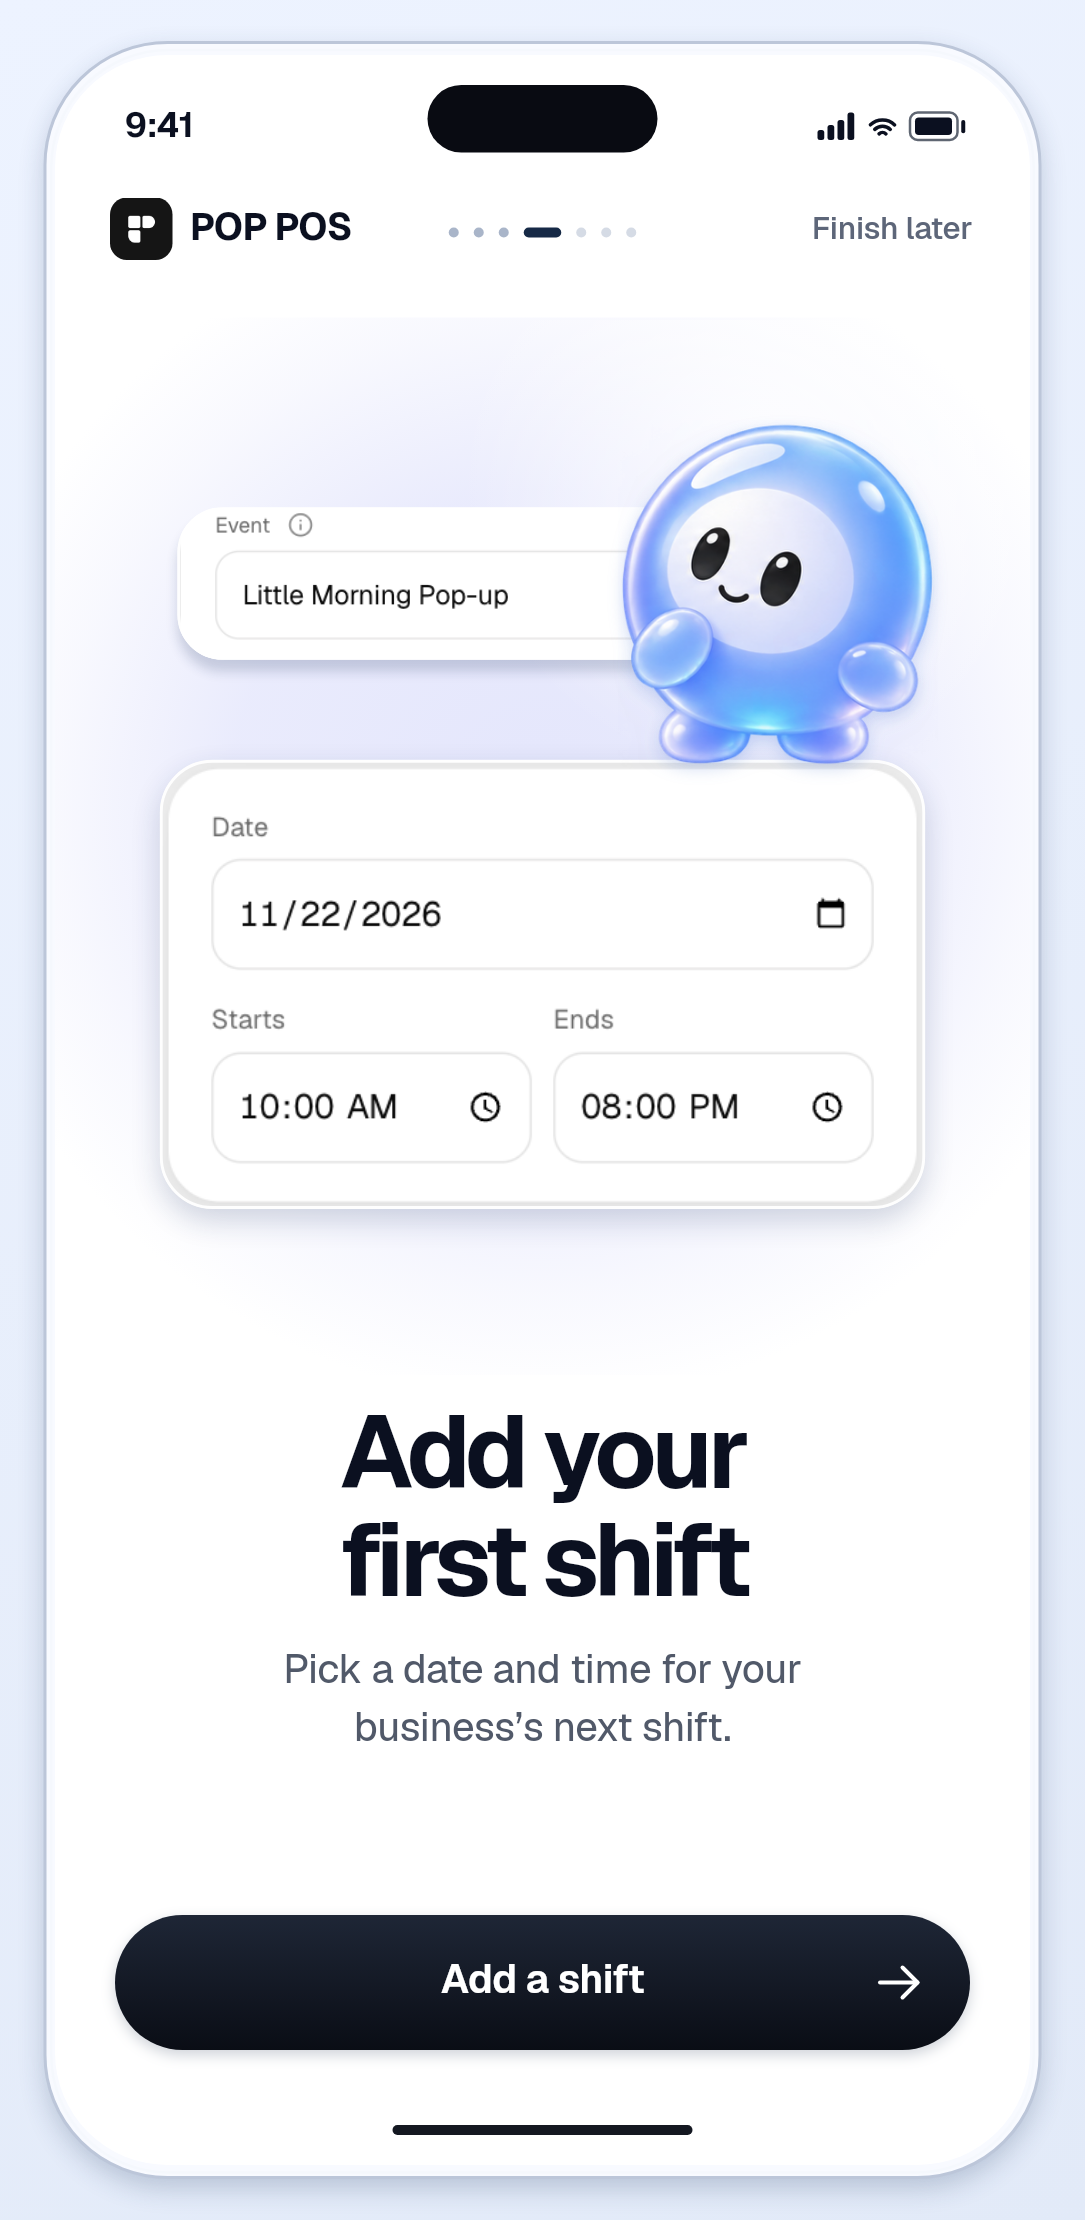 9:41
POP POS
Finish later
Event
Little Morning Pop-up
Date
11/22/2026
Starts Ends
10:00 AM 08:00 PM
Add your
first shift
Pick a date and time for your
business’s next shift.
Add a shift